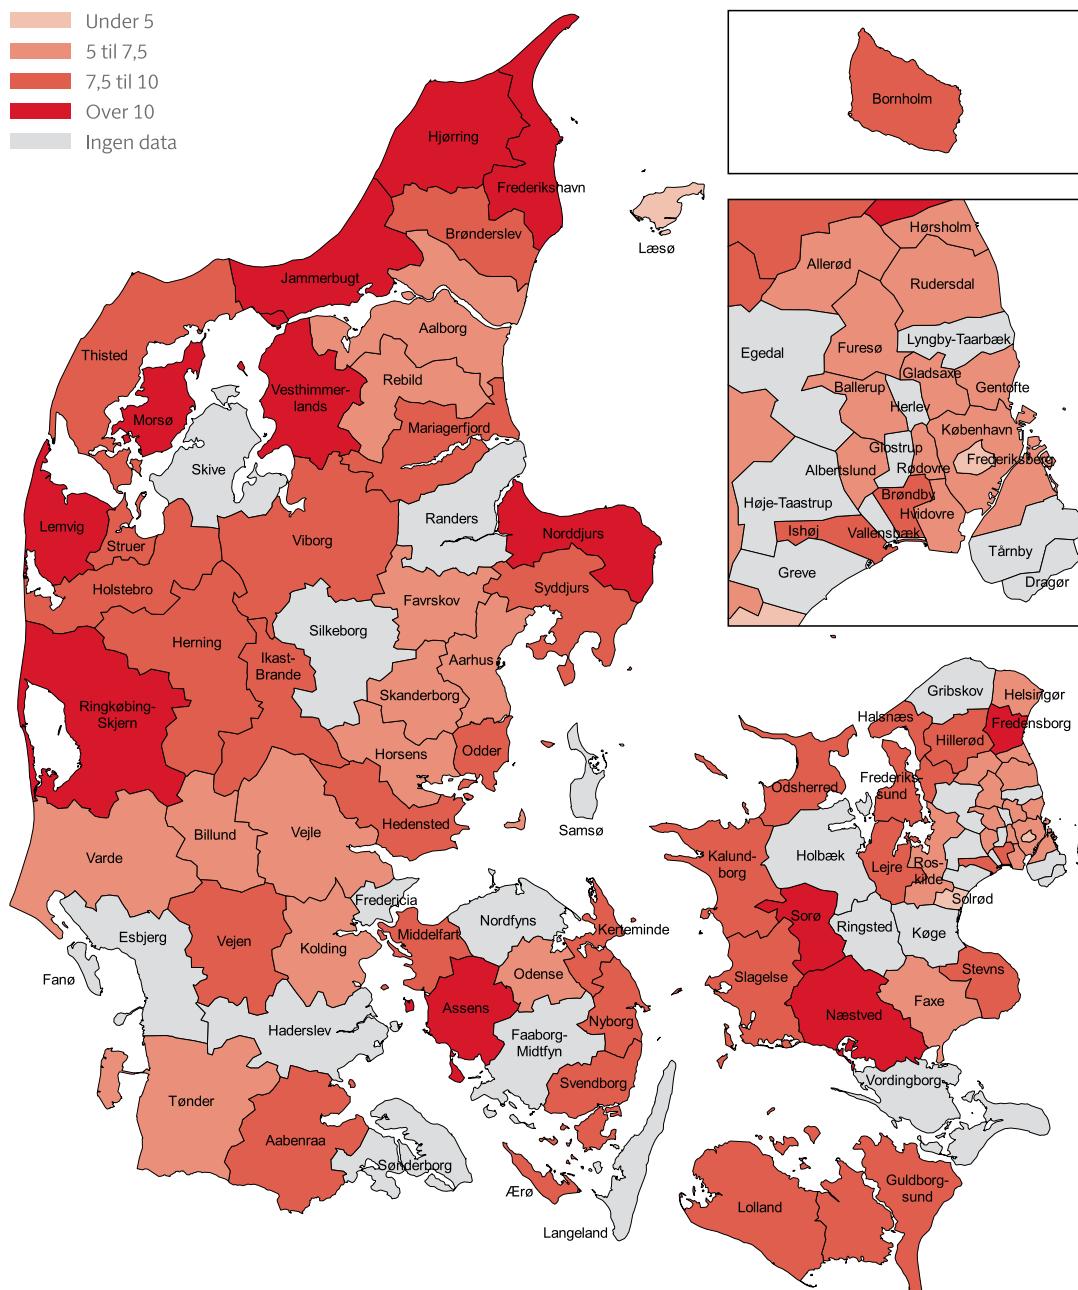 Under 5
5 til 7,5
7,5 til 10
Over 10
Ingen data
Bornholm
Hjørring
Frederikshavn
Brønderslev
Læsø
Jammerbugt
Aalborg
Thisted
Rebild
Vesthimmer-
lands
Morsø
Mariagerfjord
Skive
Lemvig
Randers
Norddjurs
Struer
Viborg
Holstebro
Favrskov
Syddjurs
Silkeborg
Herning
Ikast-
Brande
Aarhus
Skanderborg
Ringkøbing-
Skjern
Horsens
Odder
Hedensted
Samsø
Billund
Vejle
Varde
Fredericia
Esbjerg
Vejen
Kolding
Fanø
Haderslev
Tønder
Aabenraa
Sønderborg
Nordfyns
Middelfart
Kerteminde
Odense
Assens
Nyborg
Faaborg-
Midtfyn
Svendborg
Ærø
Langeland
Hørsholm
Allerød
Rudersdal
Egedal
Furesø
Lyngby-Taarbæk
Gladsaxe
Ballerup
Gentofte
Herlev
København
Glostrup
Frederiksberg
Albertslund
Rødovre
Brøndby
Høje-Taastrup
Hvidovre
Ishøj
Vallensbæk
Tårnby
Greve
Dragør
Gribskov
Helsingør
Halsnæs
Fredensborg
Hillerød
Odsherred
Frederiks-
sund
Kalund-
borg
Holbæk
Lejre
Ros-
kilde
Solrød
Sorø
Ringsted
Køge
Slagelse
Stevns
Faxe
Næstved
Vordingborg
Guldborg-
sund
Lolland